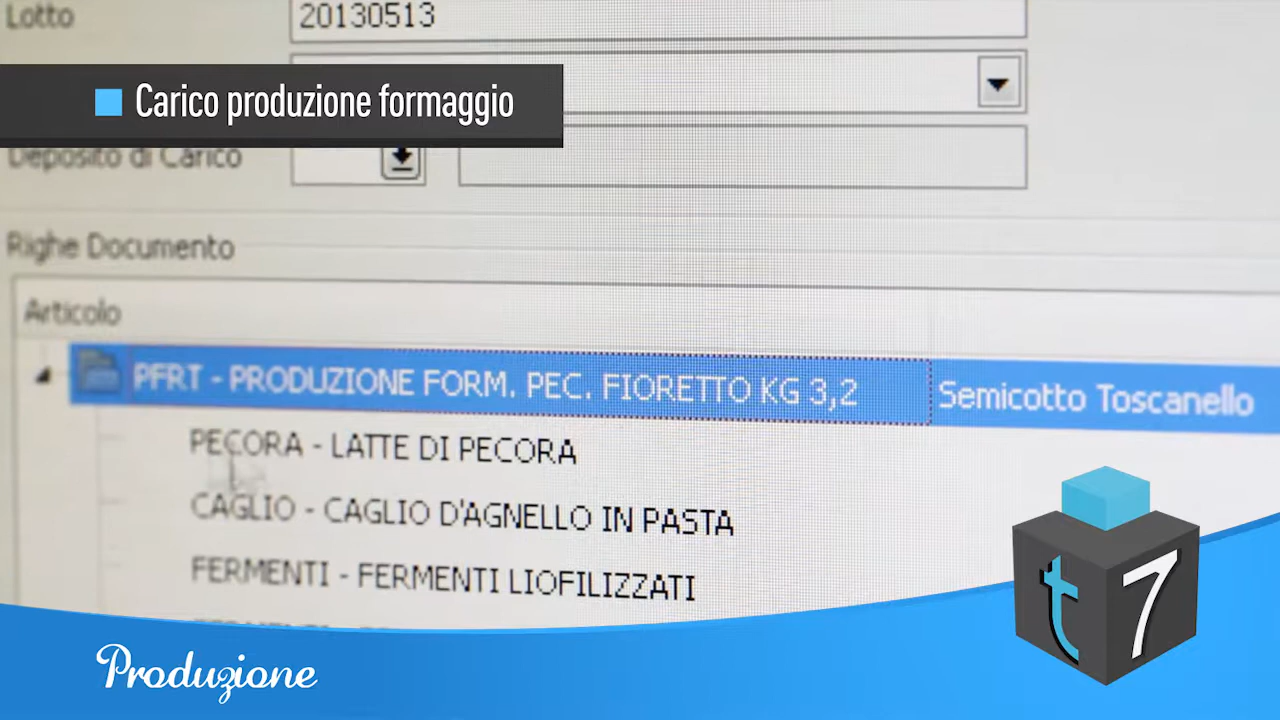 Lotto
20130513
Carico produzione formaggio
Deposito di Carico
Righe Documento
Articolo
PFRT - PRODUZIONE FORM. PEC. FIORETTO KG 3,2
Semicotto Toscanello
PECORA - LATTE DI PECORA
CAGLIO - CAGLIO D'AGNELLO IN PASTA
FERMENTI - FERMENTI LIOFILIZZATI
Produzione
t7